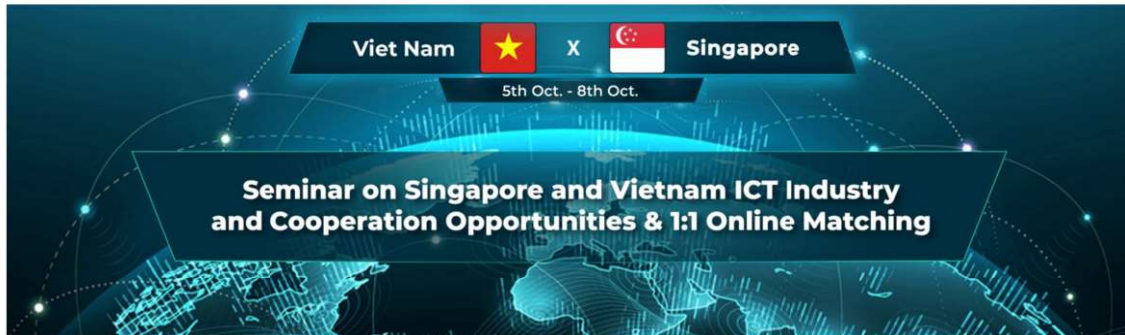 Viet Nam X Singapore
5th Oct. - 8th Oct.
Seminar on Singapore and Vietnam ICT Industry
and Cooperation Opportunities & 1:1 Online Matching